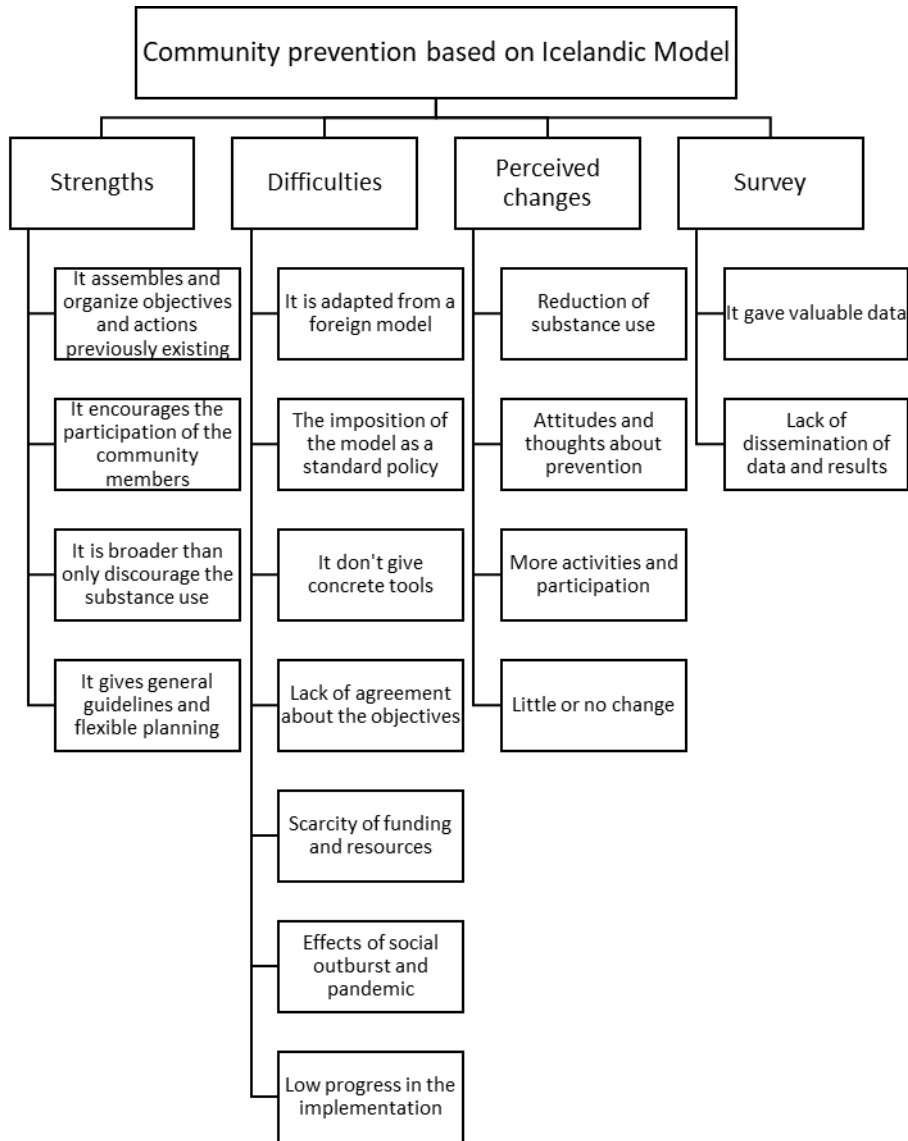 Community prevention based on Icelandic Model
Strengths
Difficulties
Perceived
changes
Survey
It assembles and
organize objectives
and actions
previously existing
It encourages the
participation of the
community
members
It is broader than
only discourage the
substance use
It gives general
guidelines and
flexible planning
It is adapted from a
foreign model
The imposition of
the model as a
standard policy
It don't give
concrete tools
Lack of agreement
about the objectives
Scarcity of funding
and resources
Effects of social
outburst and
pandemic
Low progress in the
implementation
Reduction of
substance use
Attitudes and
thoughts about
prevention
More activities and
participation
Little or no change
It gave valuable data
Lack of
dissemination of
data and results